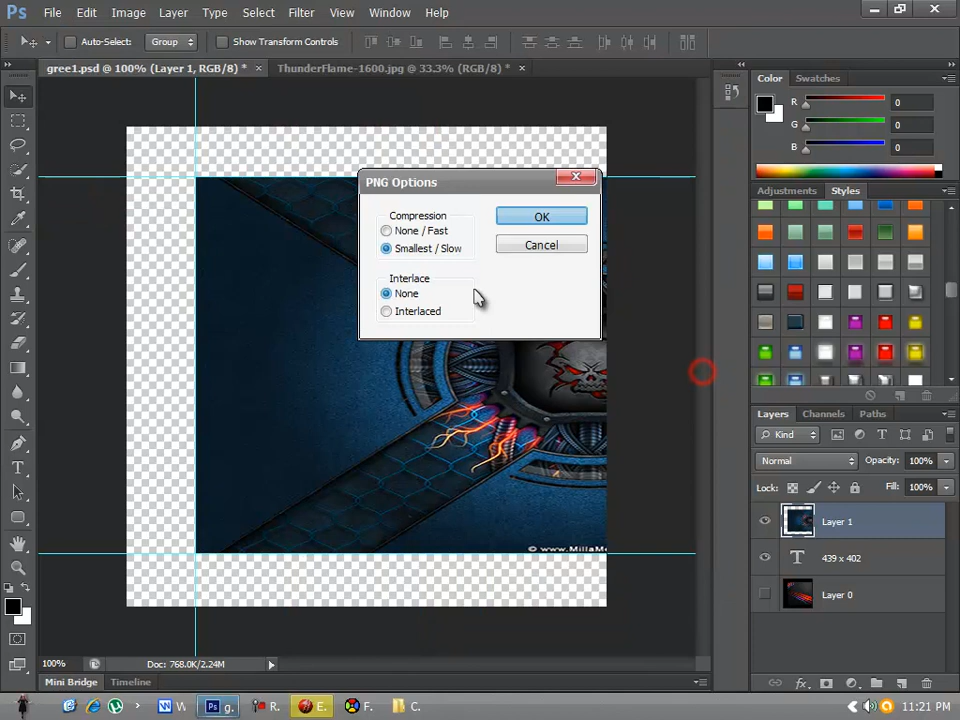 Ps File Edit Image Layer Type Select Filter View Window Help
Auto-Select: Group Show Transform Controls
gree1.psd @ 100% (Layer 1, RGB/8) * × ThunderFlame-1600.jpg @ 33.3% (RGB/8) * ×
Color Swatches
R 0
G 0
B 0
Adjustments Styles
PNG Options
Compression
None / Fast
Smallest / Slow
OK
Cancel
Interlace
None
Interlaced
Layers Channels Paths
Kind
Normal Opacity: 100%
Lock: Fill: 100%
Layer 1
T 439 x 402
Layer 0
© www.MillaMe
100% Doc: 768.0K/2.24M
Mini Bridge Timeline
W Ps g. R. E. F. C. 11:21 PM